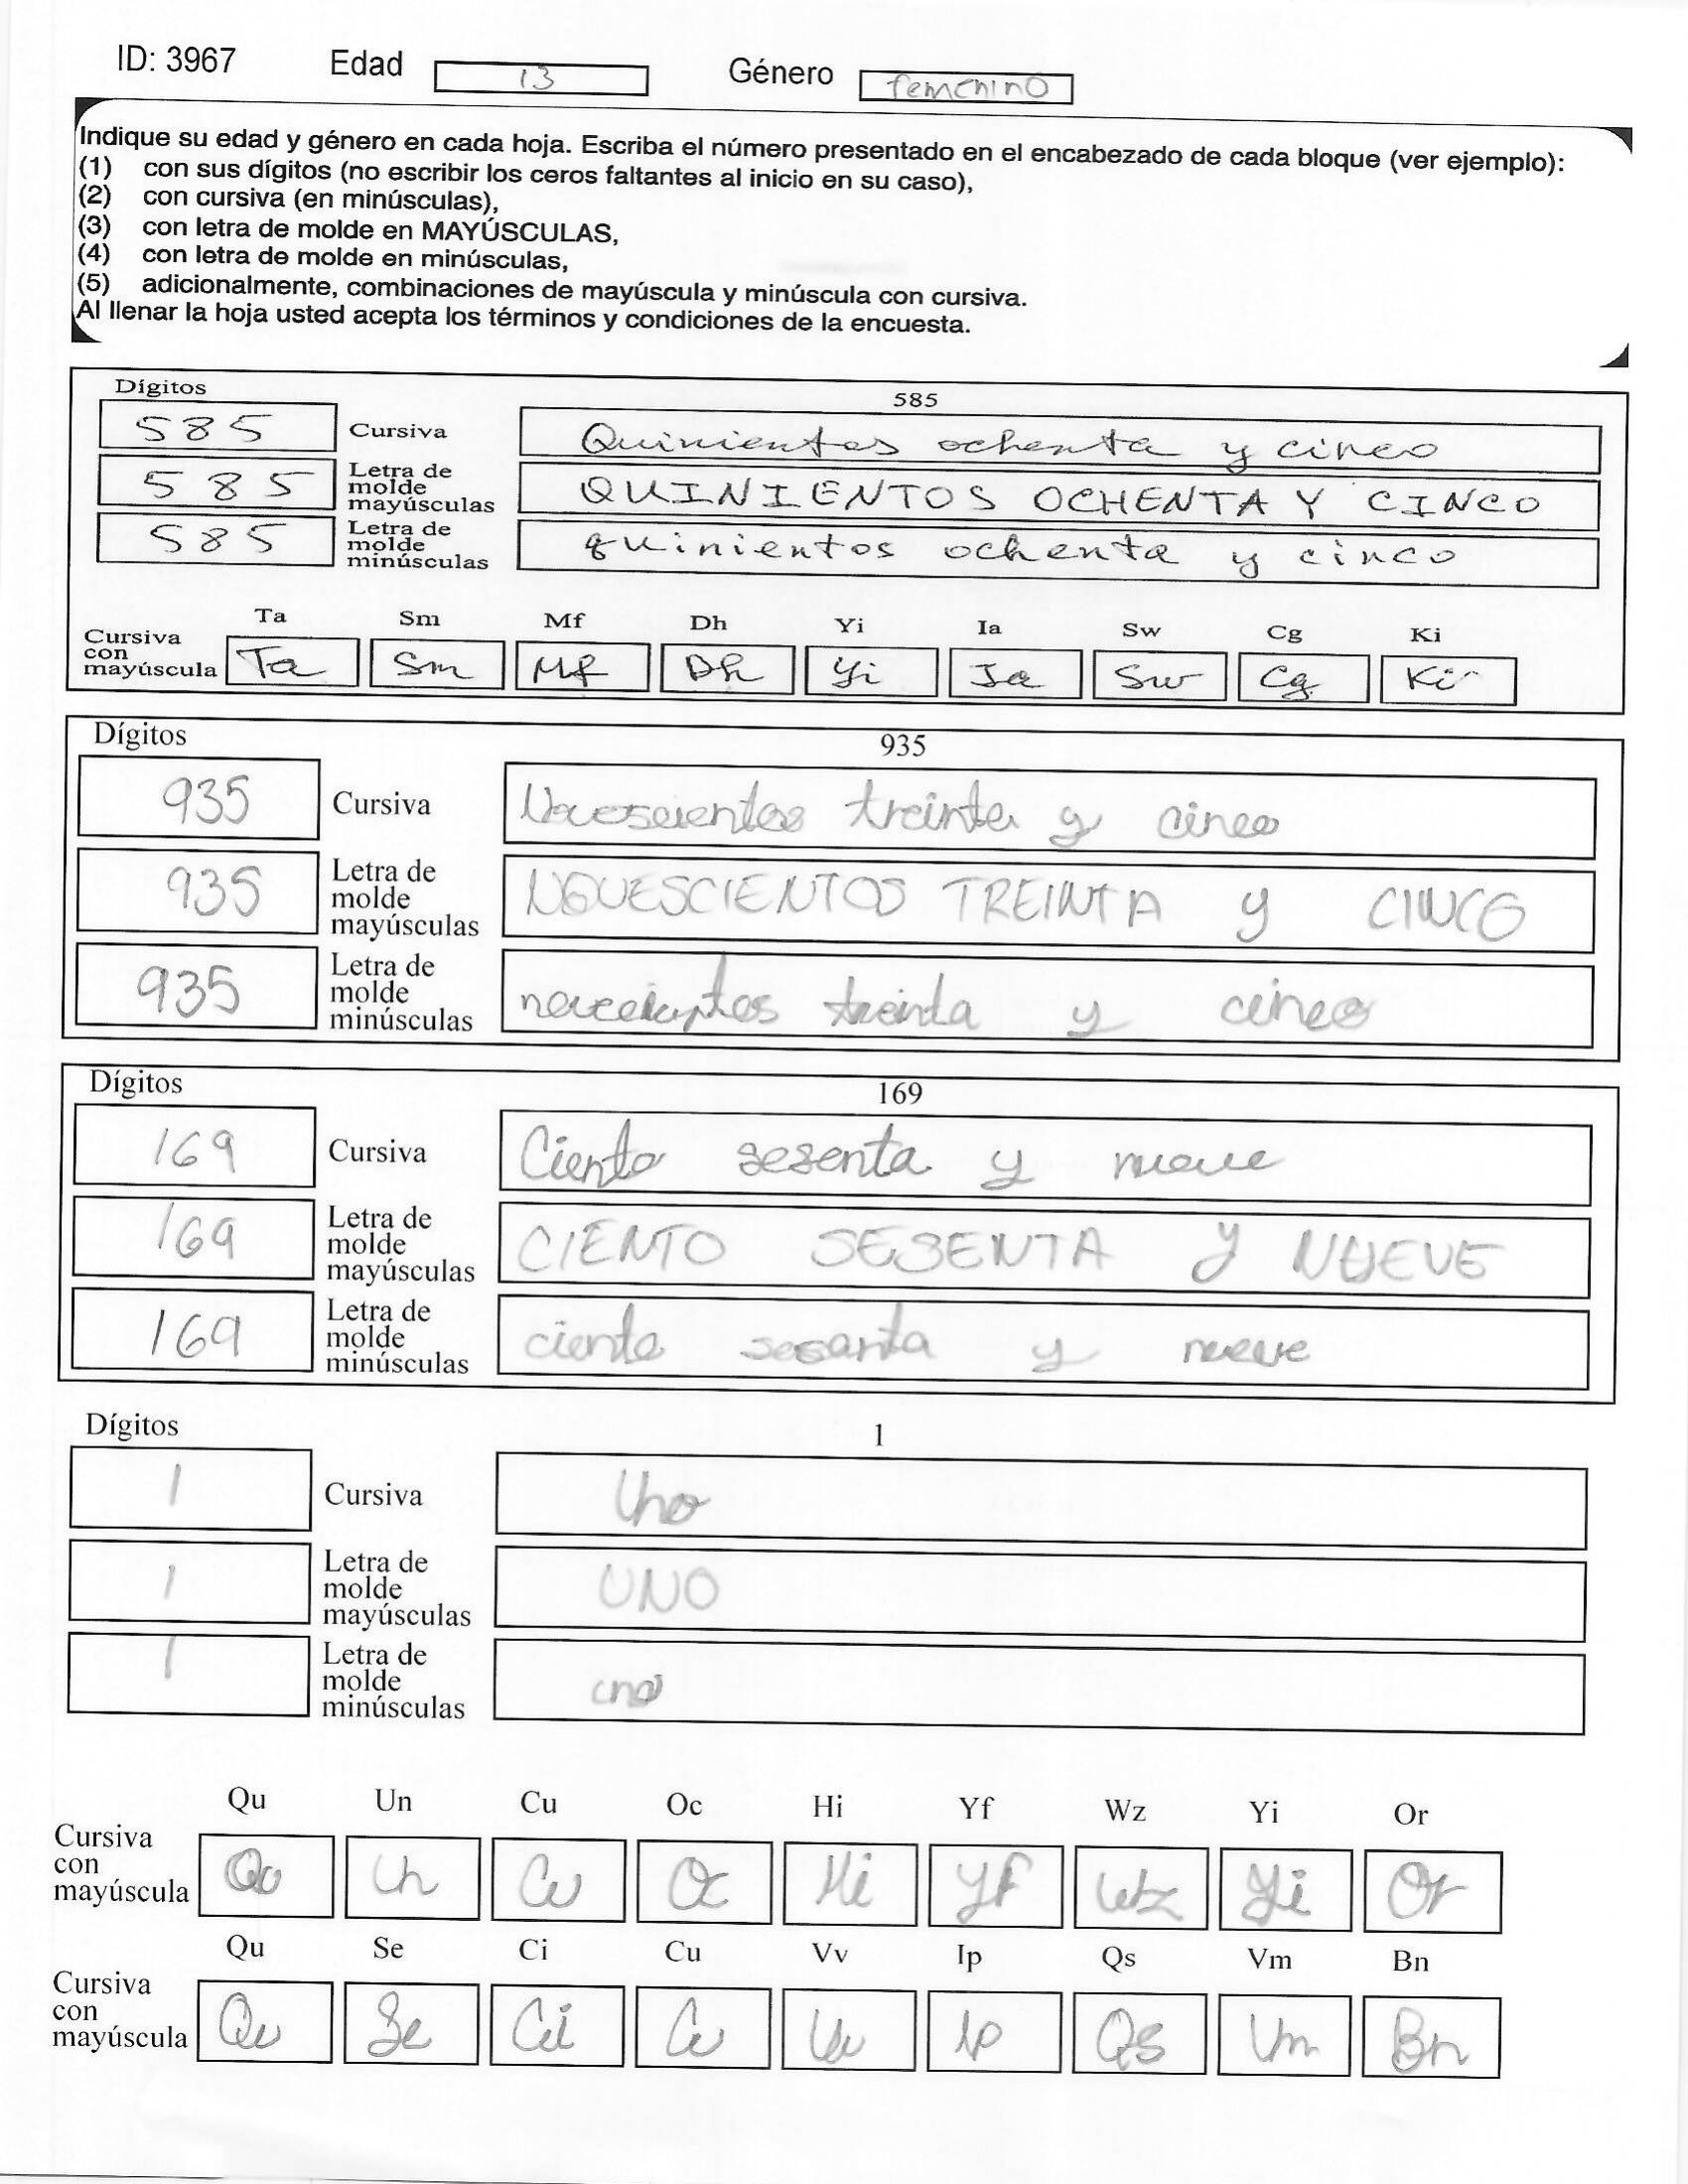 ID: 3967 Edad 13 Género femenino
Indique su edad y género en cada hoja. Escriba el número presentado en el encabezado de cada bloque (ver ejemplo):
(1) con sus dígitos (no escribir los ceros faltantes al inicio en su caso),
(2) con cursiva (en minúsculas),
(3) con letra de molde en MAYÚSCULAS,
(4) con letra de molde en minúsculas,
(5) adicionalmente, combinaciones de mayúscula y minúscula con cursiva.
Al llenar la hoja usted acepta los términos y condiciones de la encuesta.
Dígitos 585
585 Cursiva Quinientos ochenta y cinco
585 Letra de molde mayúsculas QUINIENTOS OCHENTA Y CINCO
585 Letra de molde minúsculas quinientos ochenta y cinco
Ta Sm Mf Dh Yi Ia Sw Cg Ki
Cursiva con mayúscula Ta Sm Mf Dh Yi Ia Sw Cg Ki
Dígitos 935
935 Cursiva treinta y cinco
935 Letra de molde mayúsculas NOVESCIENTOS TREINTA y CINCO
935 Letra de molde minúsculas treinta y cinco
Dígitos 169
169 Cursiva Ciento sesenta y nueve
169 Letra de molde mayúsculas CIENTO SESENTA y NUEVE
169 Letra de molde minúsculas ciento sesenta y nueve
Dígitos 1
1 Cursiva Uno
1 Letra de molde mayúsculas UNO
1 Letra de molde minúsculas uno
Qu Un Cu Oc Hi Yf Wz Yi Or
Cursiva con mayúscula Qu Un Cu Oc Hi Yf Wz Yi Or
Qu Se Ci Cu Vv Ip Qs Vm Bn
Cursiva con mayúscula Qu Se Ci Cu Vv Ip Qs Vm Bn